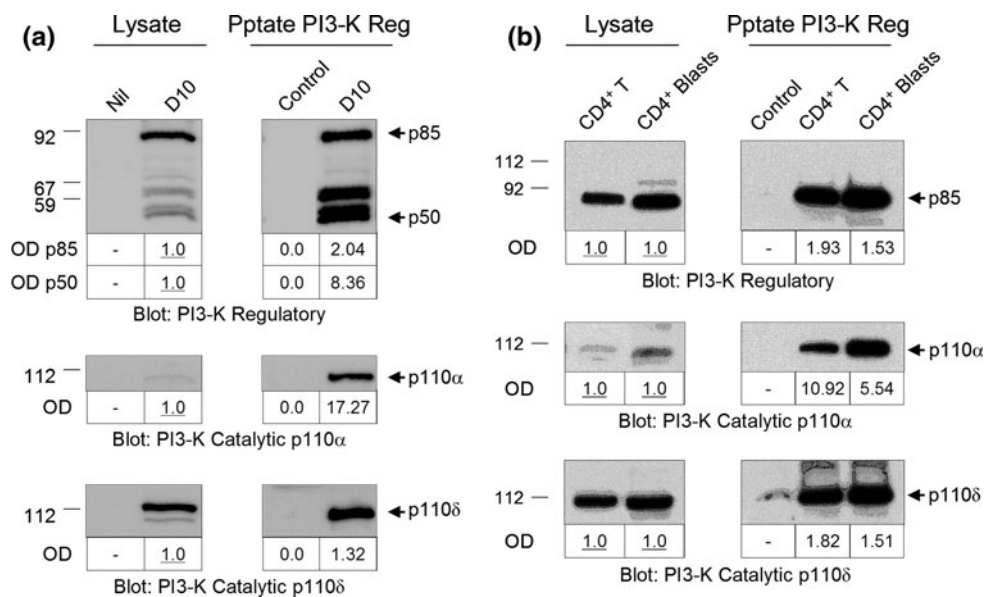 (a)
Lysate
Pptate PI3-K Reg
Nil
D10
Control
D10
92
67
59
p85
p50
OD p85 - 1.0 0.0 2.04
OD p50 - 1.0 0.0 8.36
Blot: PI3-K Regulatory
112
p110α
OD - 1.0 0.0 17.27
Blot: PI3-K Catalytic p110α
112
p110δ
OD - 1.0 0.0 1.32
Blot: PI3-K Catalytic p110δ
(b)
Lysate
Pptate PI3-K Reg
CD4⁺ T
CD4⁺ Blasts
Control
CD4⁺ T
CD4⁺ Blasts
112
92
p85
OD 1.0 1.0 - 1.93 1.53
Blot: PI3-K Regulatory
112
p110α
OD 1.0 1.0 - 10.92 5.54
Blot: PI3-K Catalytic p110α
112
p110δ
OD 1.0 1.0 - 1.82 1.51
Blot: PI3-K Catalytic p110δ